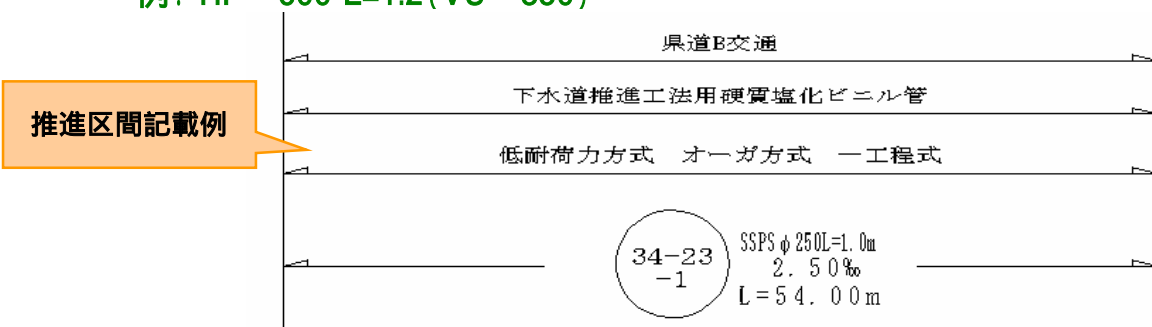 県道B交通
下水道推進工法用硬質塩化ビニル管
推進区間記載例
低耐荷力方式 オーガ方式 一工程式
34-23
-1
SSPSφ250L=1.0m
2.50‰
L=54.00m